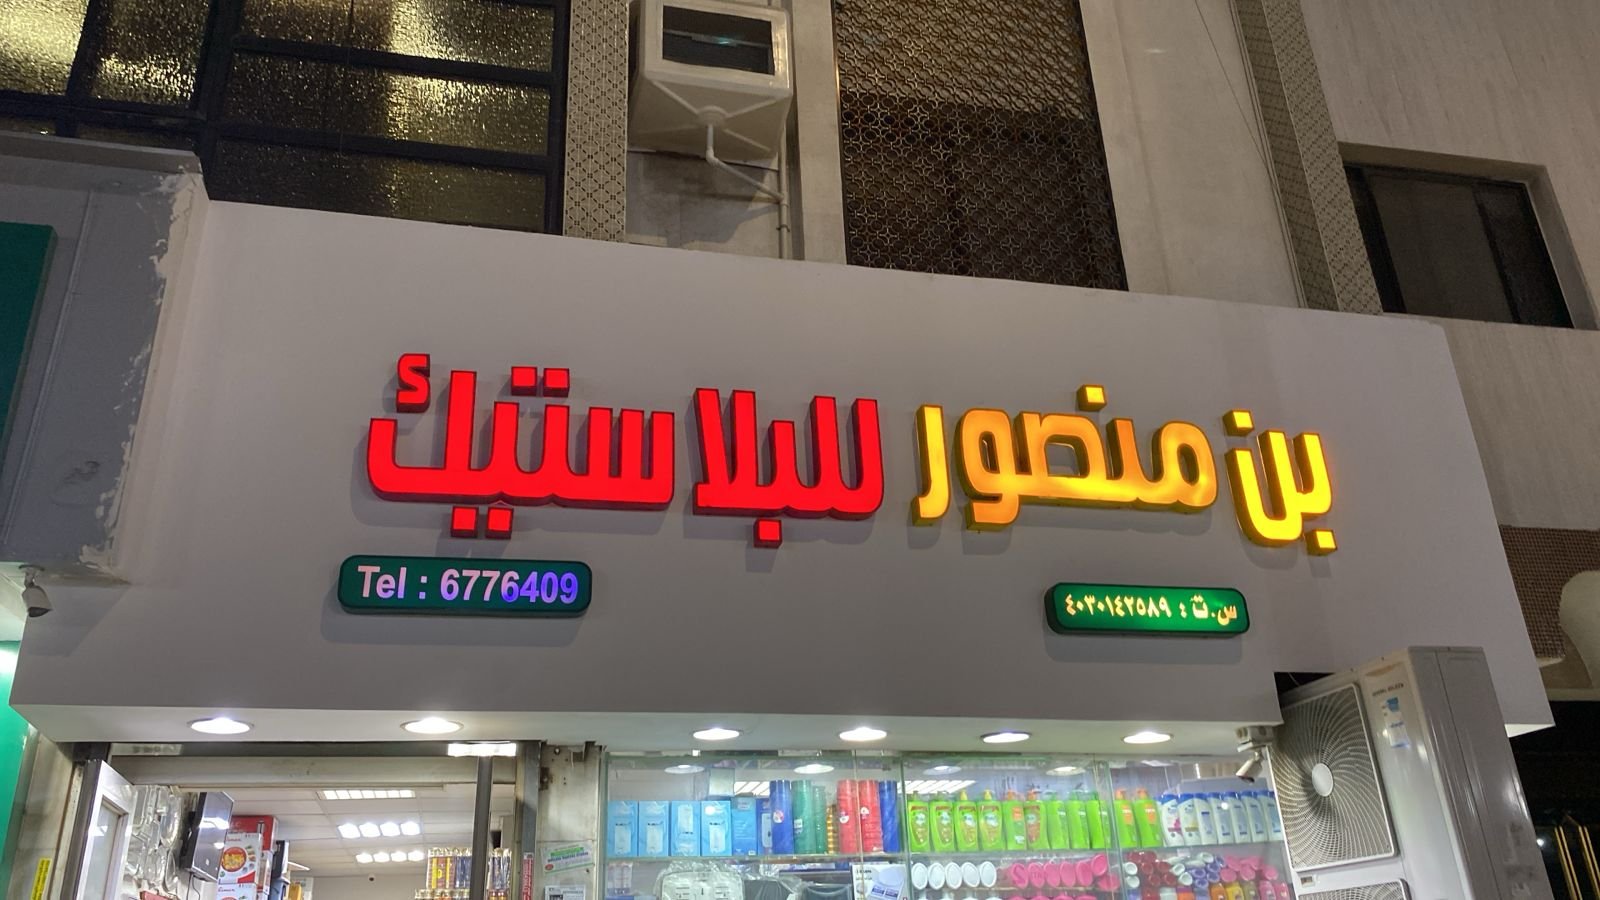 بن منصور للبلاستيك
س.ت : ٤٠٣٠١٤٢٥٨٩
Tel : 6776409